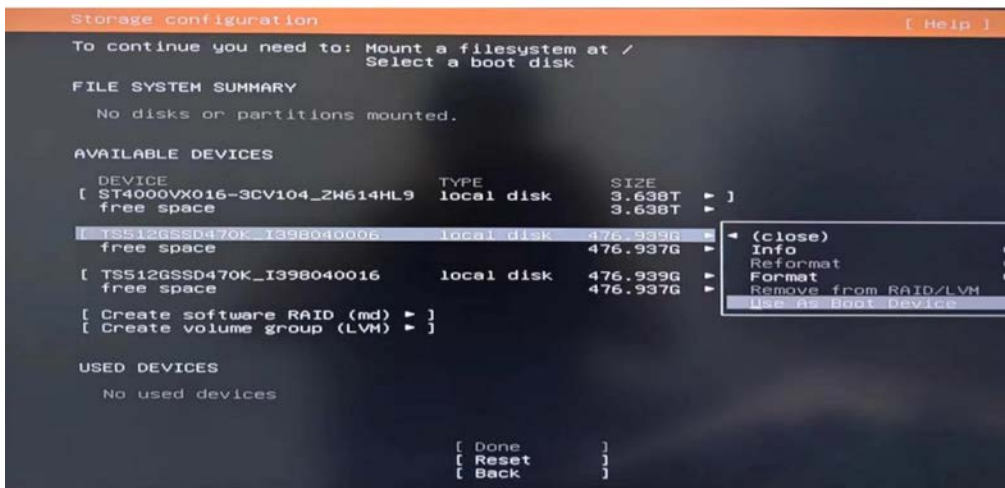 Storage configuration [ Help ]
To continue you need to: Mount a filesystem at /
Select a boot disk
FILE SYSTEM SUMMARY
No disks or partitions mounted.
AVAILABLE DEVICES
DEVICE TYPE SIZE
[ ST4000VX016-3CV104_ZW614HL9 local disk 3.638T ► ]
free space 3.638T ►
[ TS512GSSD470K_I398040006 local disk 476.939G ►
free space 476.937G ►
[ TS512GSSD470K_I398040016 local disk 476.939G ►
free space 476.937G ►
◄ (close)
Info
Reformat
Format
Remove from RAID/LVM
Use As Boot Device
[ Create software RAID (md) ► ]
[ Create volume group (LVM) ► ]
USED DEVICES
No used devices
[ Done ]
[ Reset ]
[ Back ]